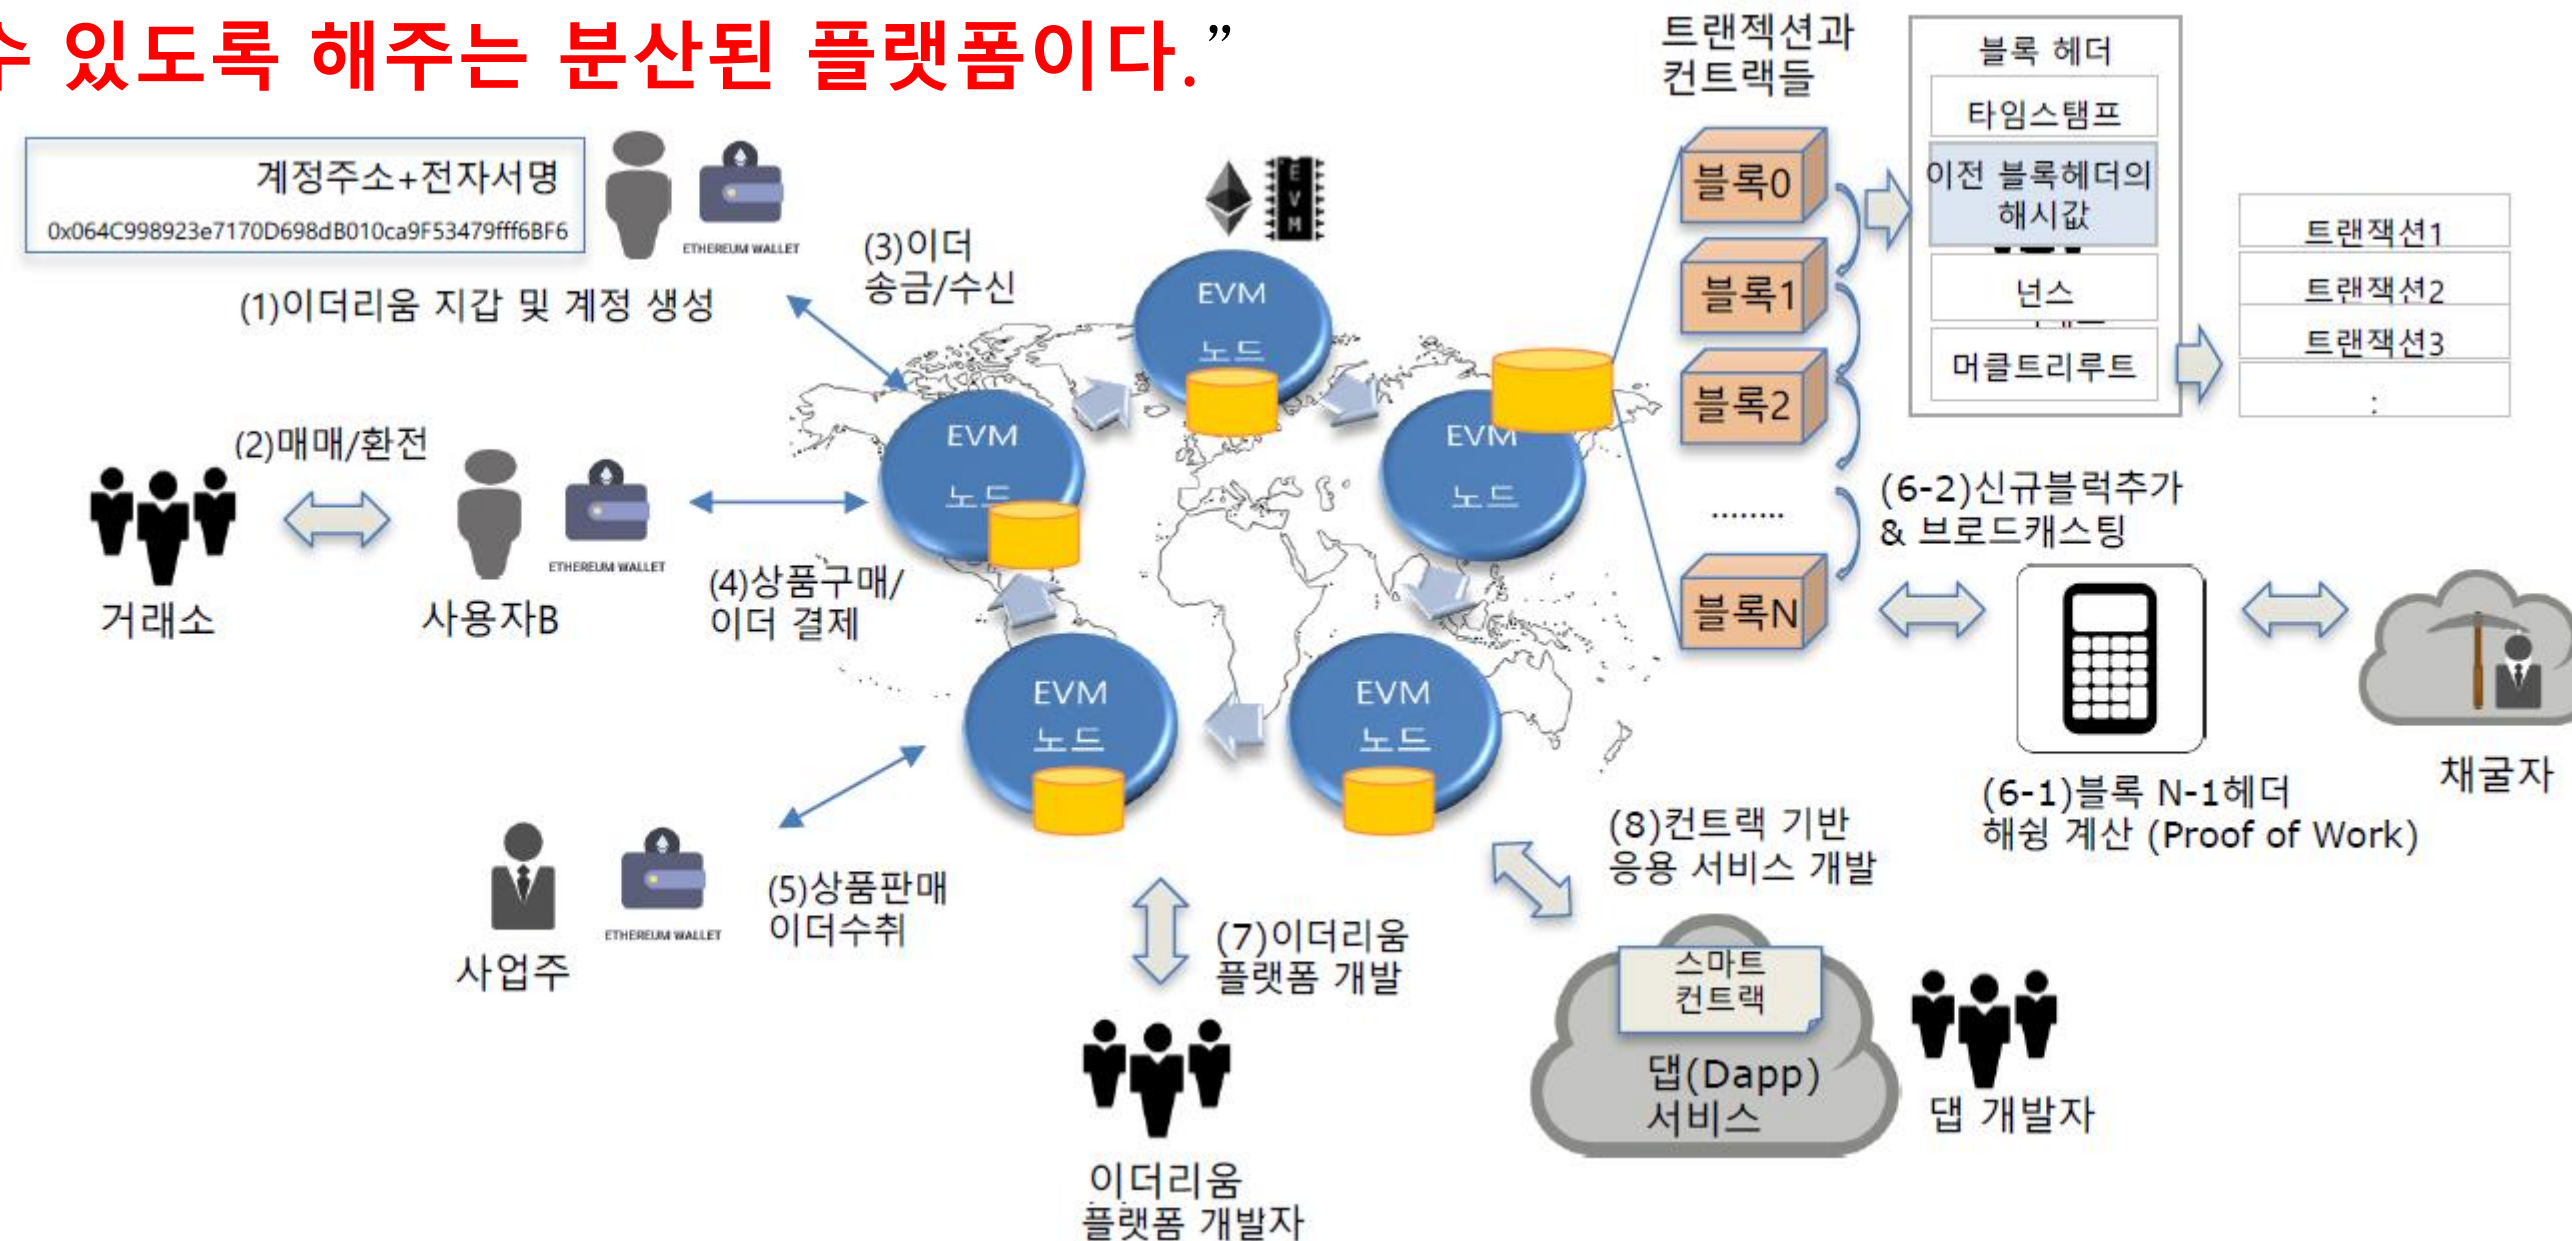 수 있도록 해주는 분산된 플랫폼이다.”
계정주소+전자서명
0x064C998923e7170D698dB010ca9F53479fff6BF6
ETHEREUM WALLET
(1)이더리움 지갑 및 계정 생성
(3)이더
송금/수신
E
V
M
EVM
노드
EVM
노드
EVM
노드
EVM
노드
EVM
노드
(2)매매/환전
거래소
사용자B
ETHEREUM WALLET
(4)상품구매/
이더 결제
사업주
ETHEREUM WALLET
(5)상품판매
이더수취
(7)이더리움
플랫폼 개발
이더리움
플랫폼 개발자
(8)컨트랙 기반
응용 서비스 개발
스마트
컨트랙
댑(Dapp)
서비스
댑 개발자
트랜젝션과
컨트랙들
블록0
블록1
블록2
........
블록N
블록 헤더
타임스탬프
이전 블록헤더의
해시값
넌스
머클트리루트
트랜잭션1
트랜잭션2
트랜잭션3
:
(6-2)신규블럭추가
& 브로드캐스팅
(6-1)블록 N-1헤더
해슁 계산 (Proof of Work)
채굴자